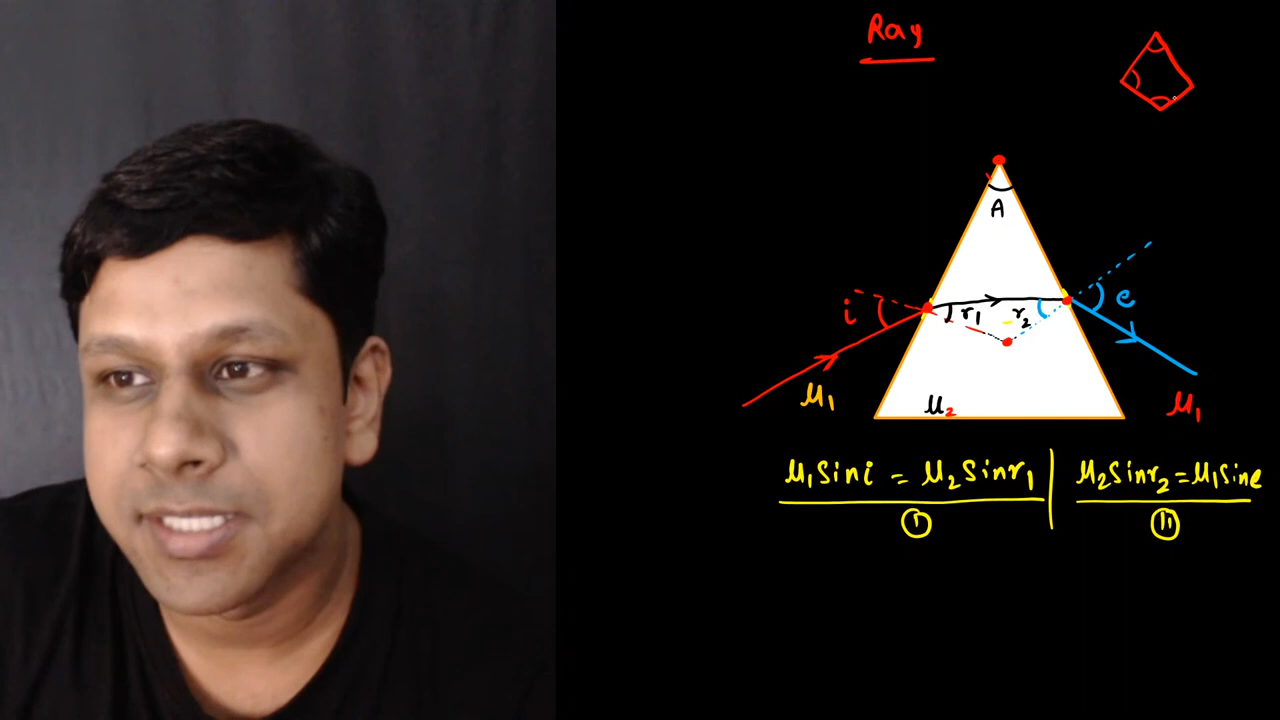 Ray
A
i
r₁
r₂
e
μ₁
μ₂
μ₁
μ₁ Sin i = μ₂ Sin r₁ | μ₂ Sin r₂ = μ₁ Sin e
Ⓘ
Ⅱ